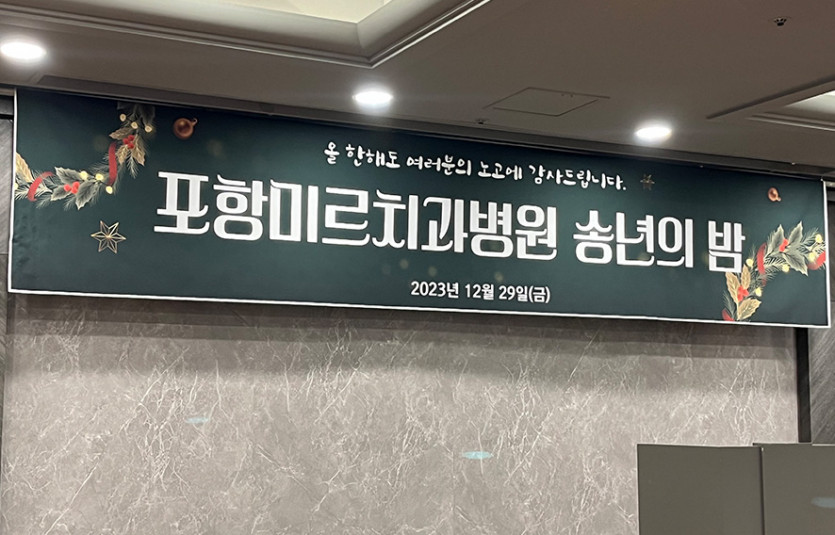 올 한해도 여러분의 노고에 감사드립니다.
포항미르치과병원 송년의 밤
2023년 12월 29일(금)